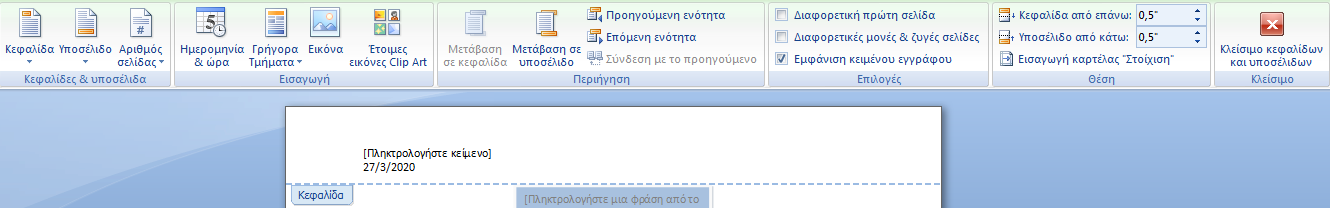 Κεφαλίδα
Υποσέλιδο
Αριθμός
σελίδας
Κεφαλίδες & υποσέλιδα
Ημερομηνία
& ώρα
Γρήγορα
Τμήματα
Εικόνα
Έτοιμες
εικόνες Clip Art
Εισαγωγή
Μετάβαση
σε κεφαλίδα
Μετάβαση σε
υποσέλιδο
Προηγούμενη ενότητα
Επόμενη ενότητα
Σύνδεση με το προηγούμενο
Περιήγηση
Διαφορετική πρώτη σελίδα
Διαφορετικές μονές & ζυγές σελίδες
Εμφάνιση κειμένου εγγράφου
Επιλογές
Κεφαλίδα από επάνω: 0,5"
Υποσέλιδο από κάτω: 0,5"
Εισαγωγή καρτέλας "Στοίχιση"
Θέση
Κλείσιμο κεφαλίδων
και υποσέλιδων
Κλείσιμο
[Πληκτρολογήστε κείμενο]
27/3/2020
Κεφαλίδα
[Πληκτρολογήστε μια φράση από το